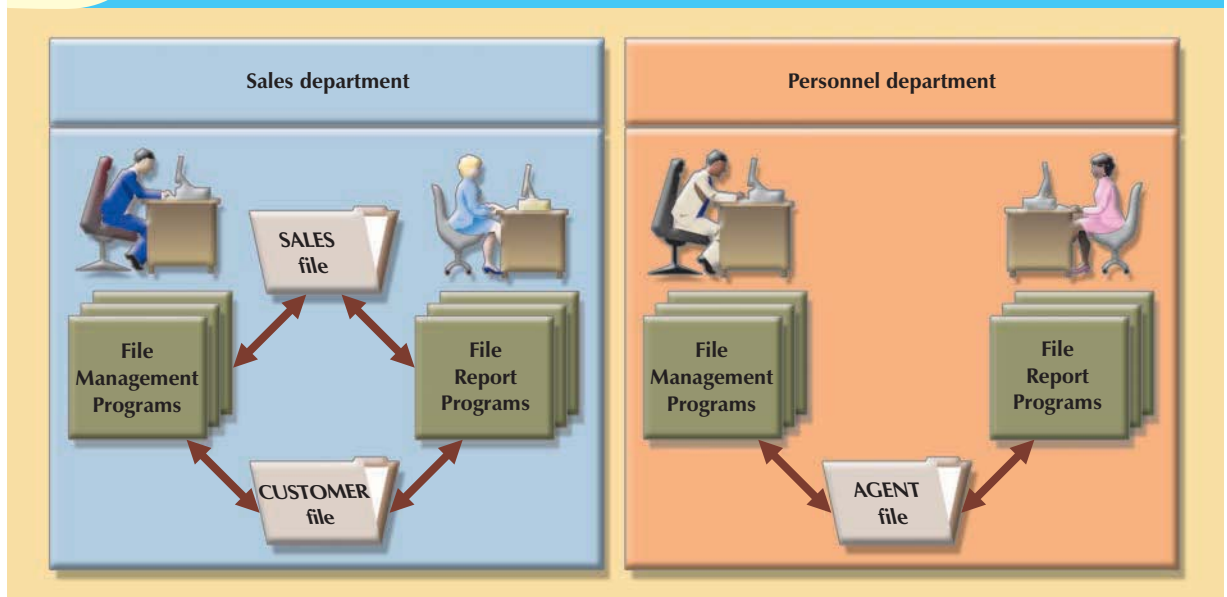 Sales department
SALES
file
File
Management
Programs
File
Report
Programs
CUSTOMER
file
Personnel department
File
Management
Programs
File
Report
Programs
AGENT
file